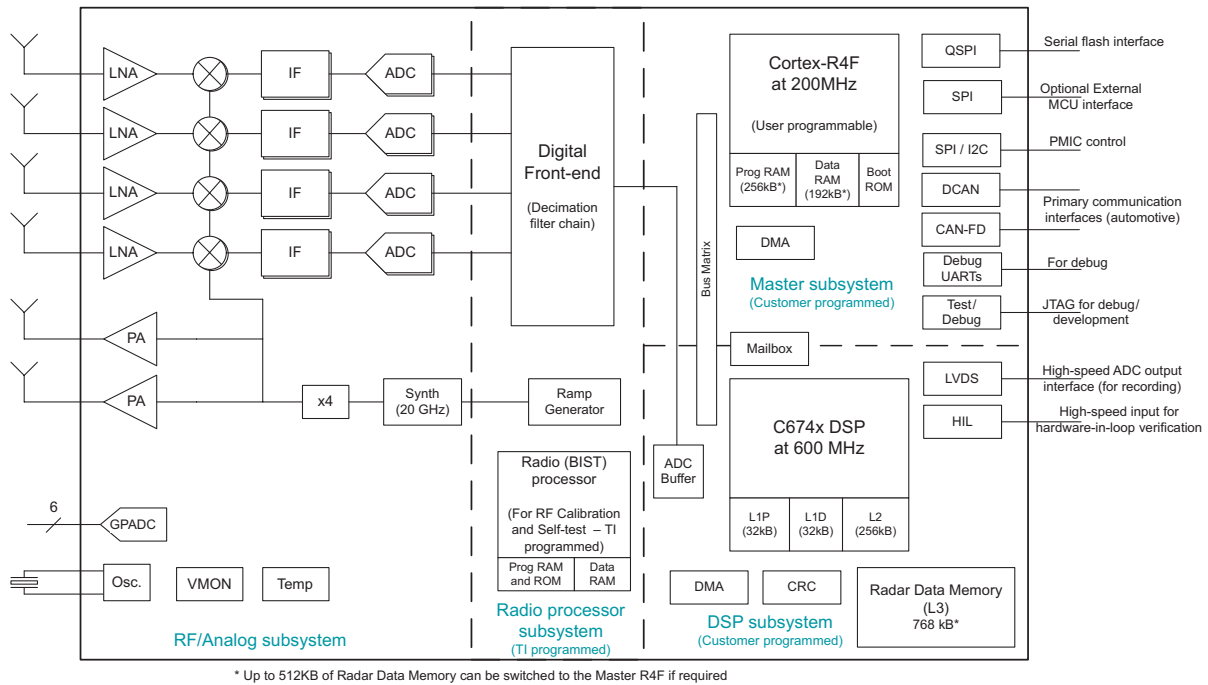 LNA
IF
ADC
LNA
IF
ADC
LNA
IF
ADC
LNA
IF
ADC
PA
PA
x4
Synth
(20 GHz)
Ramp
Generator
Digital
Front-end
(Decimation
filter chain)
6
GPADC
Osc.
VMON
Temp
RF/Analog subsystem
Radio (BIST)
processor
(For RF Calibration
and Self-test – TI
programmed)
Prog RAM
and ROM
Data
RAM
Radio processor
subsystem
(TI programmed)
ADC
Buffer
Bus Matrix
Cortex-R4F
at 200MHz
(User programmable)
Prog RAM
(256kB*)
Data
RAM
(192kB*)
Boot
ROM
DMA
Master subsystem
(Customer programmed)
Mailbox
C674x DSP
at 600 MHz
L1P
(32kB)
L1D
(32kB)
L2
(256kB)
DMA
CRC
DSP subsystem
(Customer programmed)
Radar Data Memory
(L3)
768 kB*
QSPI
Serial flash interface
SPI
Optional External
MCU interface
SPI / I2C
PMIC control
DCAN
CAN-FD
Primary communication
interfaces (automotive)
Debug
UARTs
For debug
Test/
Debug
JTAG for debug/
development
LVDS
High-speed ADC output
interface (for recording)
HIL
High-speed input for
hardware-in-loop verification
* Up to 512KB of Radar Data Memory can be switched to the Master R4F if required